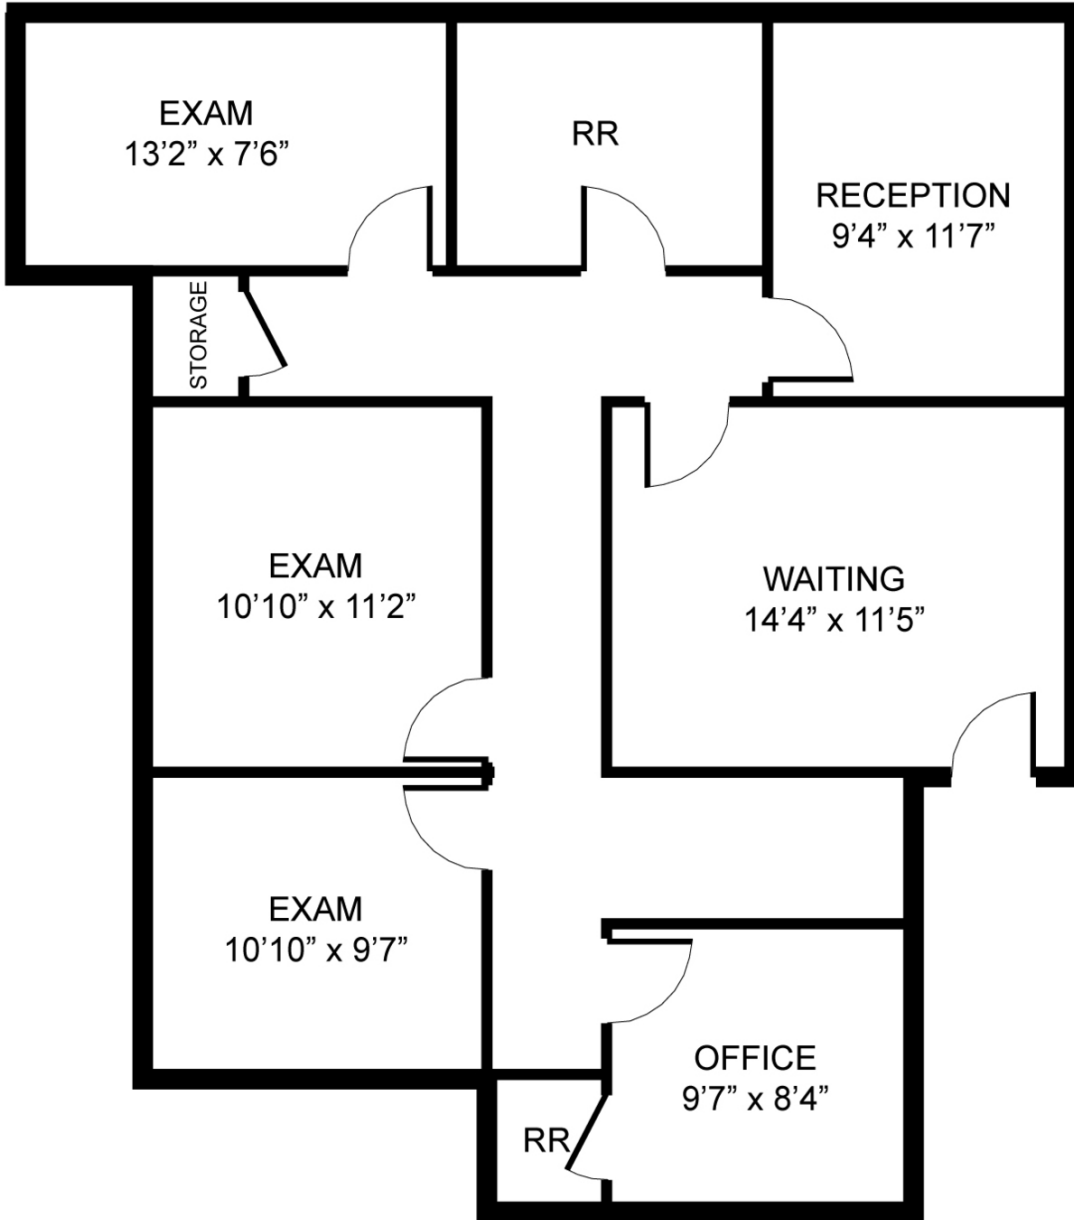 EXAM
13’2” x 7’6”
RR
RECEPTION
9’4” x 11’7”
STORAGE
EXAM
10’10” x 11’2”
WAITING
14’4” x 11’5”
EXAM
10’10” x 9’7”
OFFICE
9’7” x 8’4”
RR